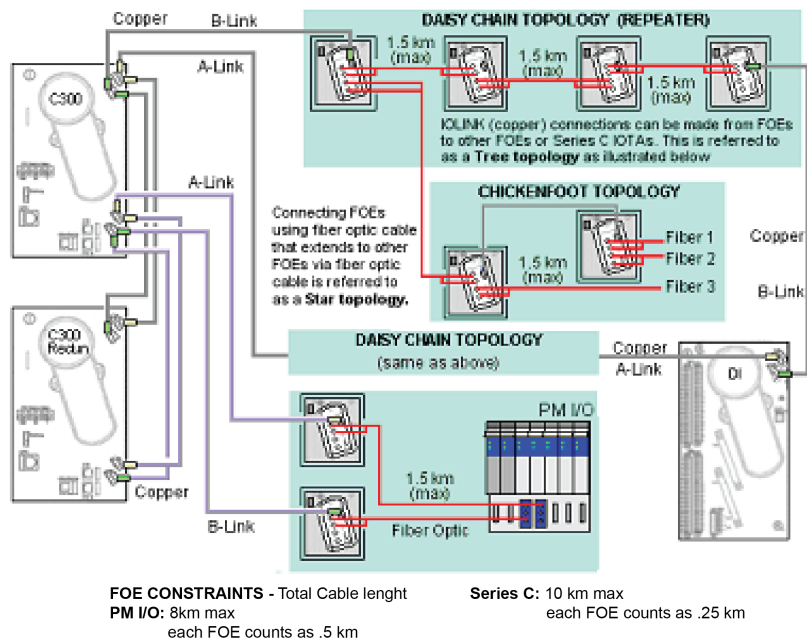 Copper
B-Link
A-Link
DAISY CHAIN TOPOLOGY (REPEATER)
1.5 km
(max)
1.5 km
(max)
1.5 km
(max)
C300
IOLINK (copper) connections can be made from FOEs
to other FOEs or Series C IOTAs. This is referred to
as a Tree topology as illustrated below
A-Link
CHICKENFOOT TOPOLOGY
Connecting FOEs
using fiber optic cable
that extends to other
FOEs via fiber optic
cable is referred to
as a Star topology.
1.5 km
(max)
Fiber 1
Fiber 2
Fiber 3
Copper
B-Link
C300
Redun
DAISY CHAIN TOPOLOGY
(same as above)
Copper
A-Link
DI
PM I/O
1.5 km
(max)
Copper
B-Link
Fiber Optic
FOE CONSTRAINTS - Total Cable lenght
PM I/O: 8km max
each FOE counts as .5 km
Series C: 10 km max
each FOE counts as .25 km